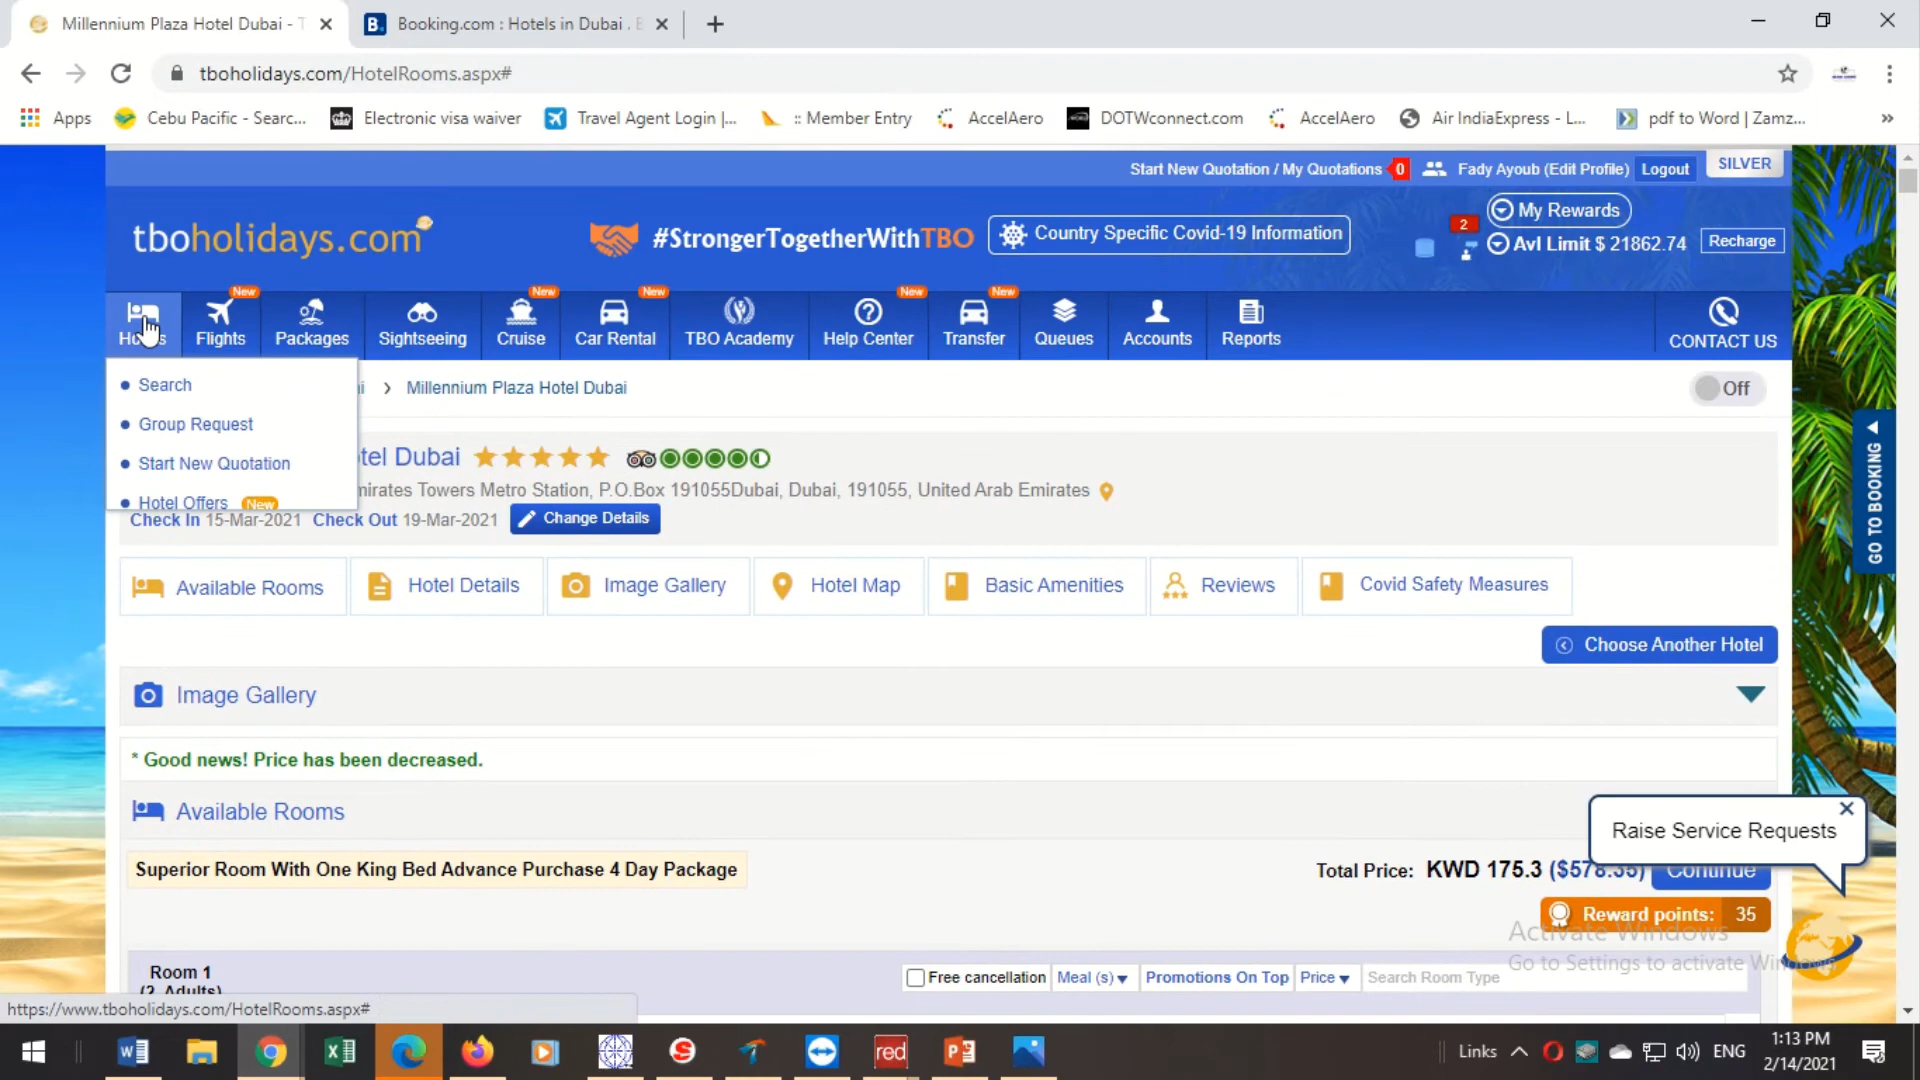 Millennium Plaza Hotel Dubai - T
Booking.com : Hotels in Dubai . B
tboholidays.com/HotelRooms.aspx#
Apps
Cebu Pacific - Searc...
Electronic visa waiver
Travel Agent Login |...
:: Member Entry
AccelAero
DOTWconnect.com
AccelAero
Air IndiaExpress - L...
pdf to Word | Zamz...
»
Start New Quotation / My Quotations 0
Fady Ayoub (Edit Profile) Logout
SILVER
tboholidays.com
#StrongerTogetherWithTBO
Country Specific Covid-19 Information
2
My Rewards
Avl Limit $ 21862.74
Recharge
New
New
New
New
New
Flights
Packages
Sightseeing
Cruise
Car Rental
TBO Academy
Help Center
Transfer
Queues
Accounts
Reports
CONTACT US
Search
Group Request
Start New Quotation
Hotel Offers New
› Millennium Plaza Hotel Dubai
Off
tel Dubai
mirates Towers Metro Station, P.O.Box 191055Dubai, Dubai, 191055, United Arab Emirates
Check In 15-Mar-2021 Check Out 19-Mar-2021
Change Details
GO TO BOOKING
Available Rooms
Hotel Details
Image Gallery
Hotel Map
Basic Amenities
Reviews
Covid Safety Measures
Choose Another Hotel
Image Gallery
* Good news! Price has been decreased.
Available Rooms
Raise Service Requests
Superior Room With One King Bed Advance Purchase 4 Day Package
Total Price: KWD 175.3 ($578.35)
Continue
Reward points: 35
Activate Windows
Go to Settings to activate Windows.
Room 1
(2 Adults)
Free cancellation
Meal (s)
Promotions On Top
Price
Search Room Type
https://www.tboholidays.com/HotelRooms.aspx#
red
Links
ENG
1:13 PM
2/14/2021